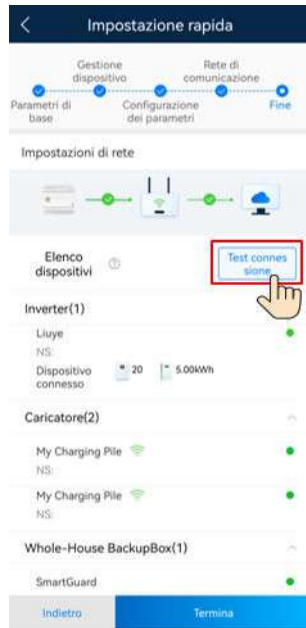 Impostazione rapida
Gestione
dispositivo
Rete di
comunicazione
Parametri di
base
Configurazione
dei parametri
Fine
Impostazioni di rete
Elenco
dispositivi
Test connes
sione
Inverter(1)
Liuye
NS:
Dispositivo
connesso
20
5.00kWh
Caricatore(2)
My Charging Pile
NS:
My Charging Pile
NS:
Whole-House BackupBox(1)
SmartGuard
Indietro
Termina